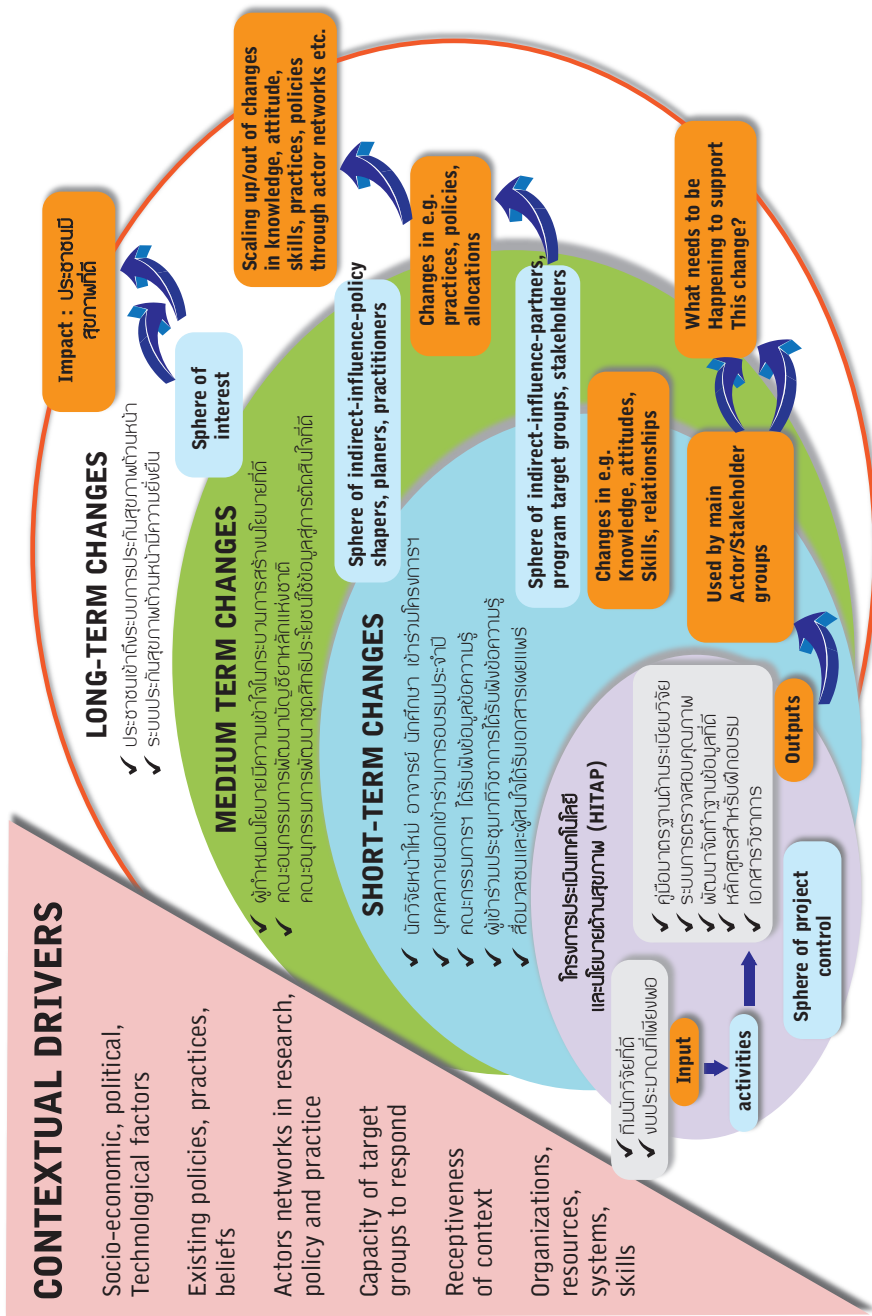 CONTEXTUAL DRIVERS
Socio-economic, political,
Technological factors
Existing policies, practices,
beliefs
Actors networks in research,
policy and practice
Capacity of target
groups to respond
Receptiveness
of context
Organizations,
resources,
systems,
skills
LONG-TERM CHANGES
✓ ประชาชนเข้าถึงระบบการประกันสุขภาพถ้วนหน้า
✓ ระบบประกันสุขภาพถ้วนหน้ามีความยั่งยืน
Impact : ประชาชนมี
สุขภาพที่ดี
Sphere of
interest
MEDIUM TERM CHANGES
✓ ผู้กำหนดนโยบายมีความเข้าใจในกระบวนการสร้างนโยบายที่ดี
✓ คณะอนุกรรมการพัฒนาบัญชียาหลักแห่งชาติ
คณะอนุกรรมการพัฒนาชุดสิทธิประโยชน์ใช้ข้อมูลสู่การตัดสินใจที่ดี
Scaling up/out of changes
in knowledge, attitude,
skills, practices, policies
through actor networks etc.
Sphere of indirect-influence-policy
shapers, planers, practitioners
Changes in e.g.
practices, policies,
allocations
SHORT-TERM CHANGES
✓ นักวิจัยหน้าใหม่ อาจารย์ นักศึกษา เข้าร่วมโครงการฯ
✓ บุคคลภายนอกเข้าร่วมการอบรมประจำปี
✓ คณะกรรมการฯ ได้รับฟังข้อมูลข้อความรู้
✓ ผู้เข้าร่วมประชุมเวทีวิชาการได้รับฟังข้อความรู้
✓ สื่อมวลชนและผู้สนใจได้รับเอกสารเผยแพร่
Sphere of indirect-influence-partners,
program target groups, stakeholders
Changes in e.g.
Knowledge, attitudes,
Skills, relationships
โครงการประเมินเทคโนโลยี
และนโยบายด้านสุขภาพ (HITAP)
✓ ทีมนักวิจัยที่ดี
✓ งบประมาณที่เพียงพอ
Input
activities
✓ คู่มือมาตรฐานด้านระเบียบวิจัย
✓ ระบบการตรวจสอบคุณภาพ
✓ พัฒนาจัดทำฐานข้อมูลที่ดี
✓ หลักสูตรสำหรับฝึกอบรม
✓ เอกสารวิชาการ
Outputs
Sphere of project
control
Used by main
Actor/Stakeholder
groups
What needs to be
Happening to support
This change?